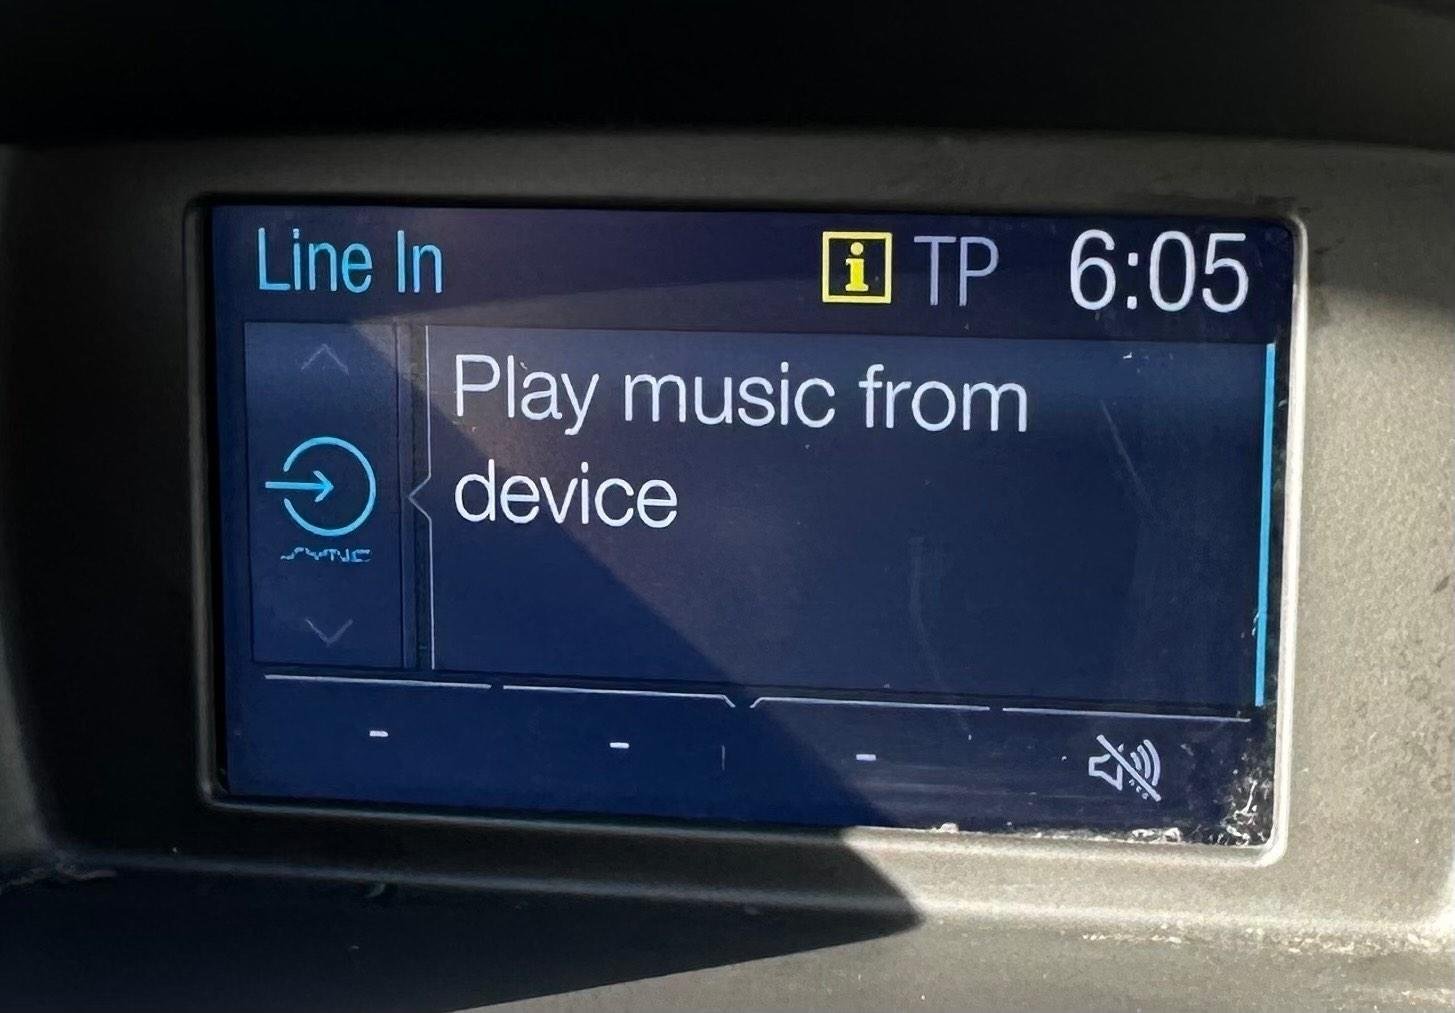 Line In
i TP 6:05
Play music from
device
SYNC
- - -